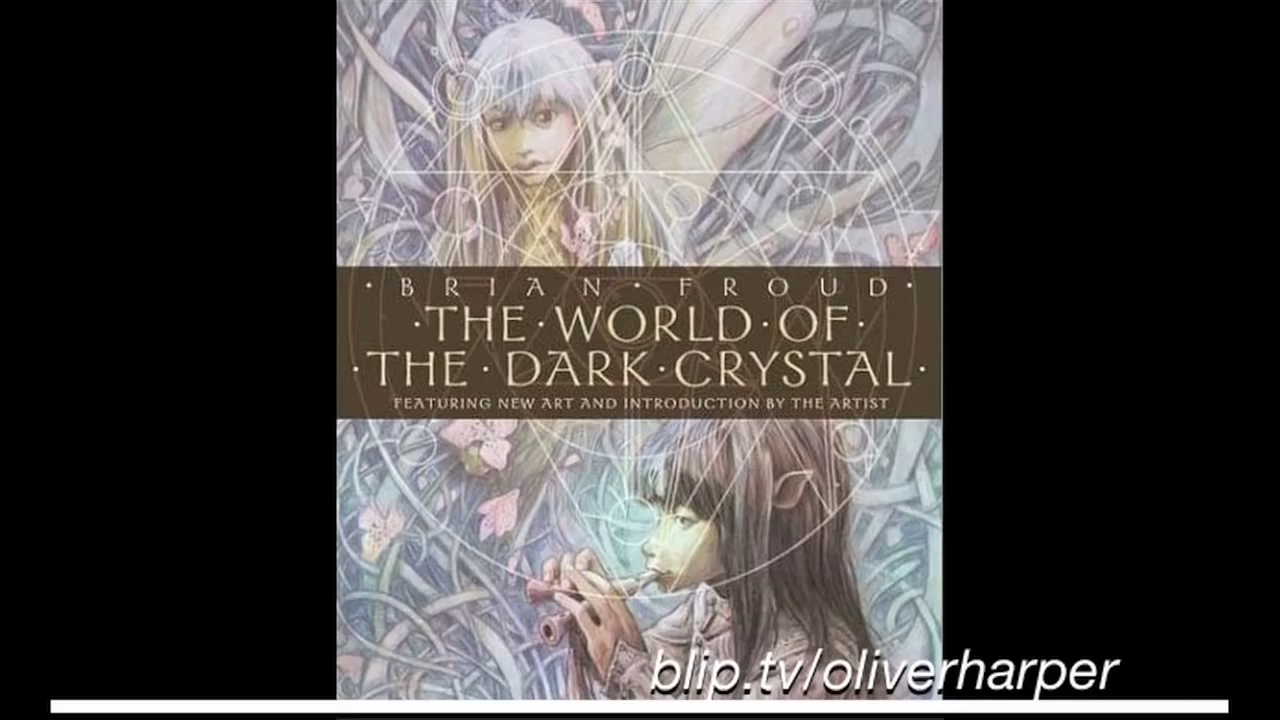 · BRIAN · FROUD ·
· THE · WORLD · OF ·
· THE · DARK · CRYSTAL ·
FEATURING NEW ART AND INTRODUCTION BY THE ARTIST
blip.tv/oliverharper